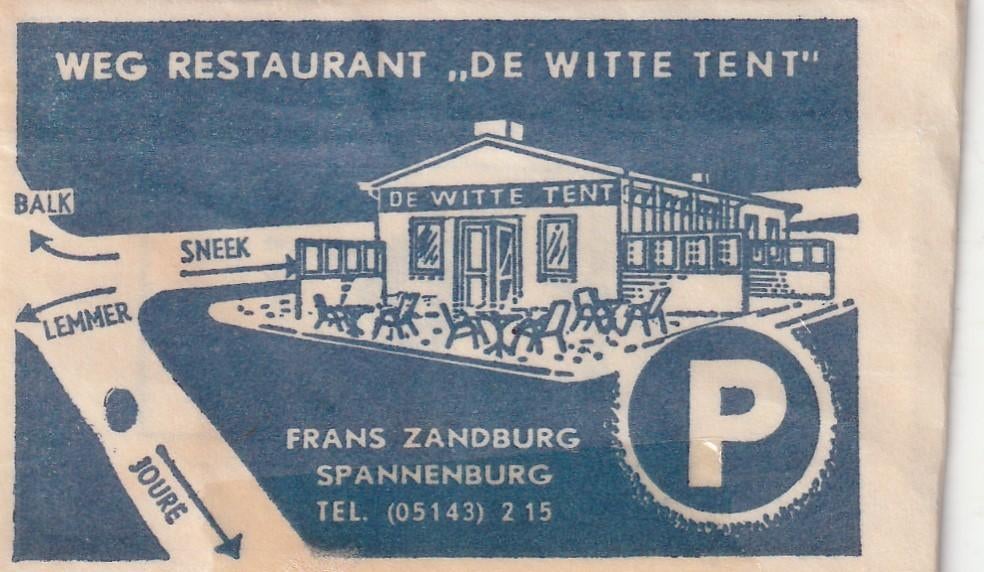 WEG RESTAURANT „DE WITTE TENT"
DE WITTE TENT
BALK
SNEEK
LEMMER
JOURE
P
FRANS ZANDBURG
SPANNENBURG
TEL. (05143) 2 15